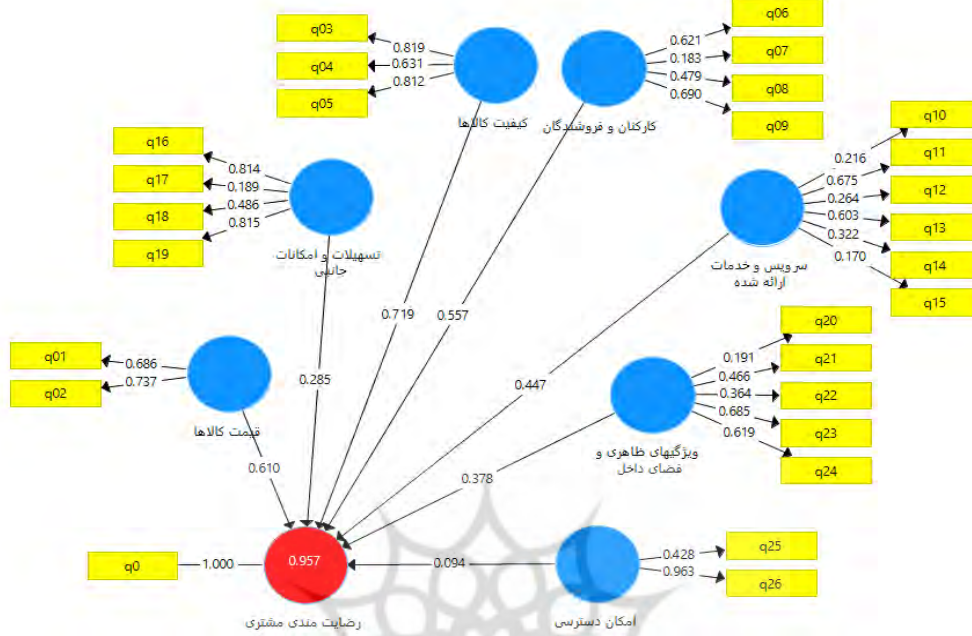 q03
q04
q05
0.819
0.631
0.812
کیفیت کالاها
q06
q07
q08
q09
0.621
0.183
0.479
0.690
کارکنان و فروشندگان
q10
q11
q12
q13
q14
q15
0.216
0.675
0.264
0.603
0.322
0.170
سرویس و خدمات
ارائه شده
q16
q17
q18
q19
0.814
0.189
0.486
0.815
تسهیلات و امکانات
جانبی
0.719
0.557
0.285
0.447
q01
q02
0.686
0.737
قیمت کالاها
0.610
q20
q21
q22
q23
q24
0.191
0.466
0.364
0.685
0.619
ویژگیهای ظاهری و
فضای داخل
0.378
q0
1.000
0.957
رضایت مندی مشتری
0.094
q25
q26
0.428
0.963
امکان دسترسی